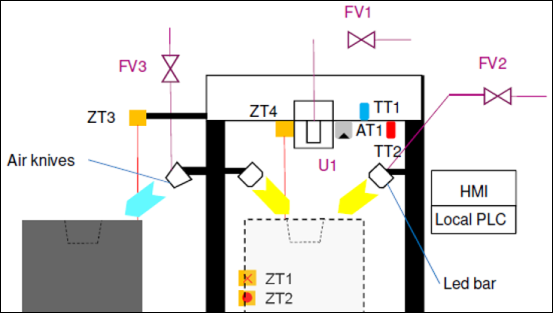 FV1
FV3
FV2
ZT3
ZT4
TT1
AT1
TT2
U1
Air knives
HMI
Local PLC
ZT1
ZT2
Led bar